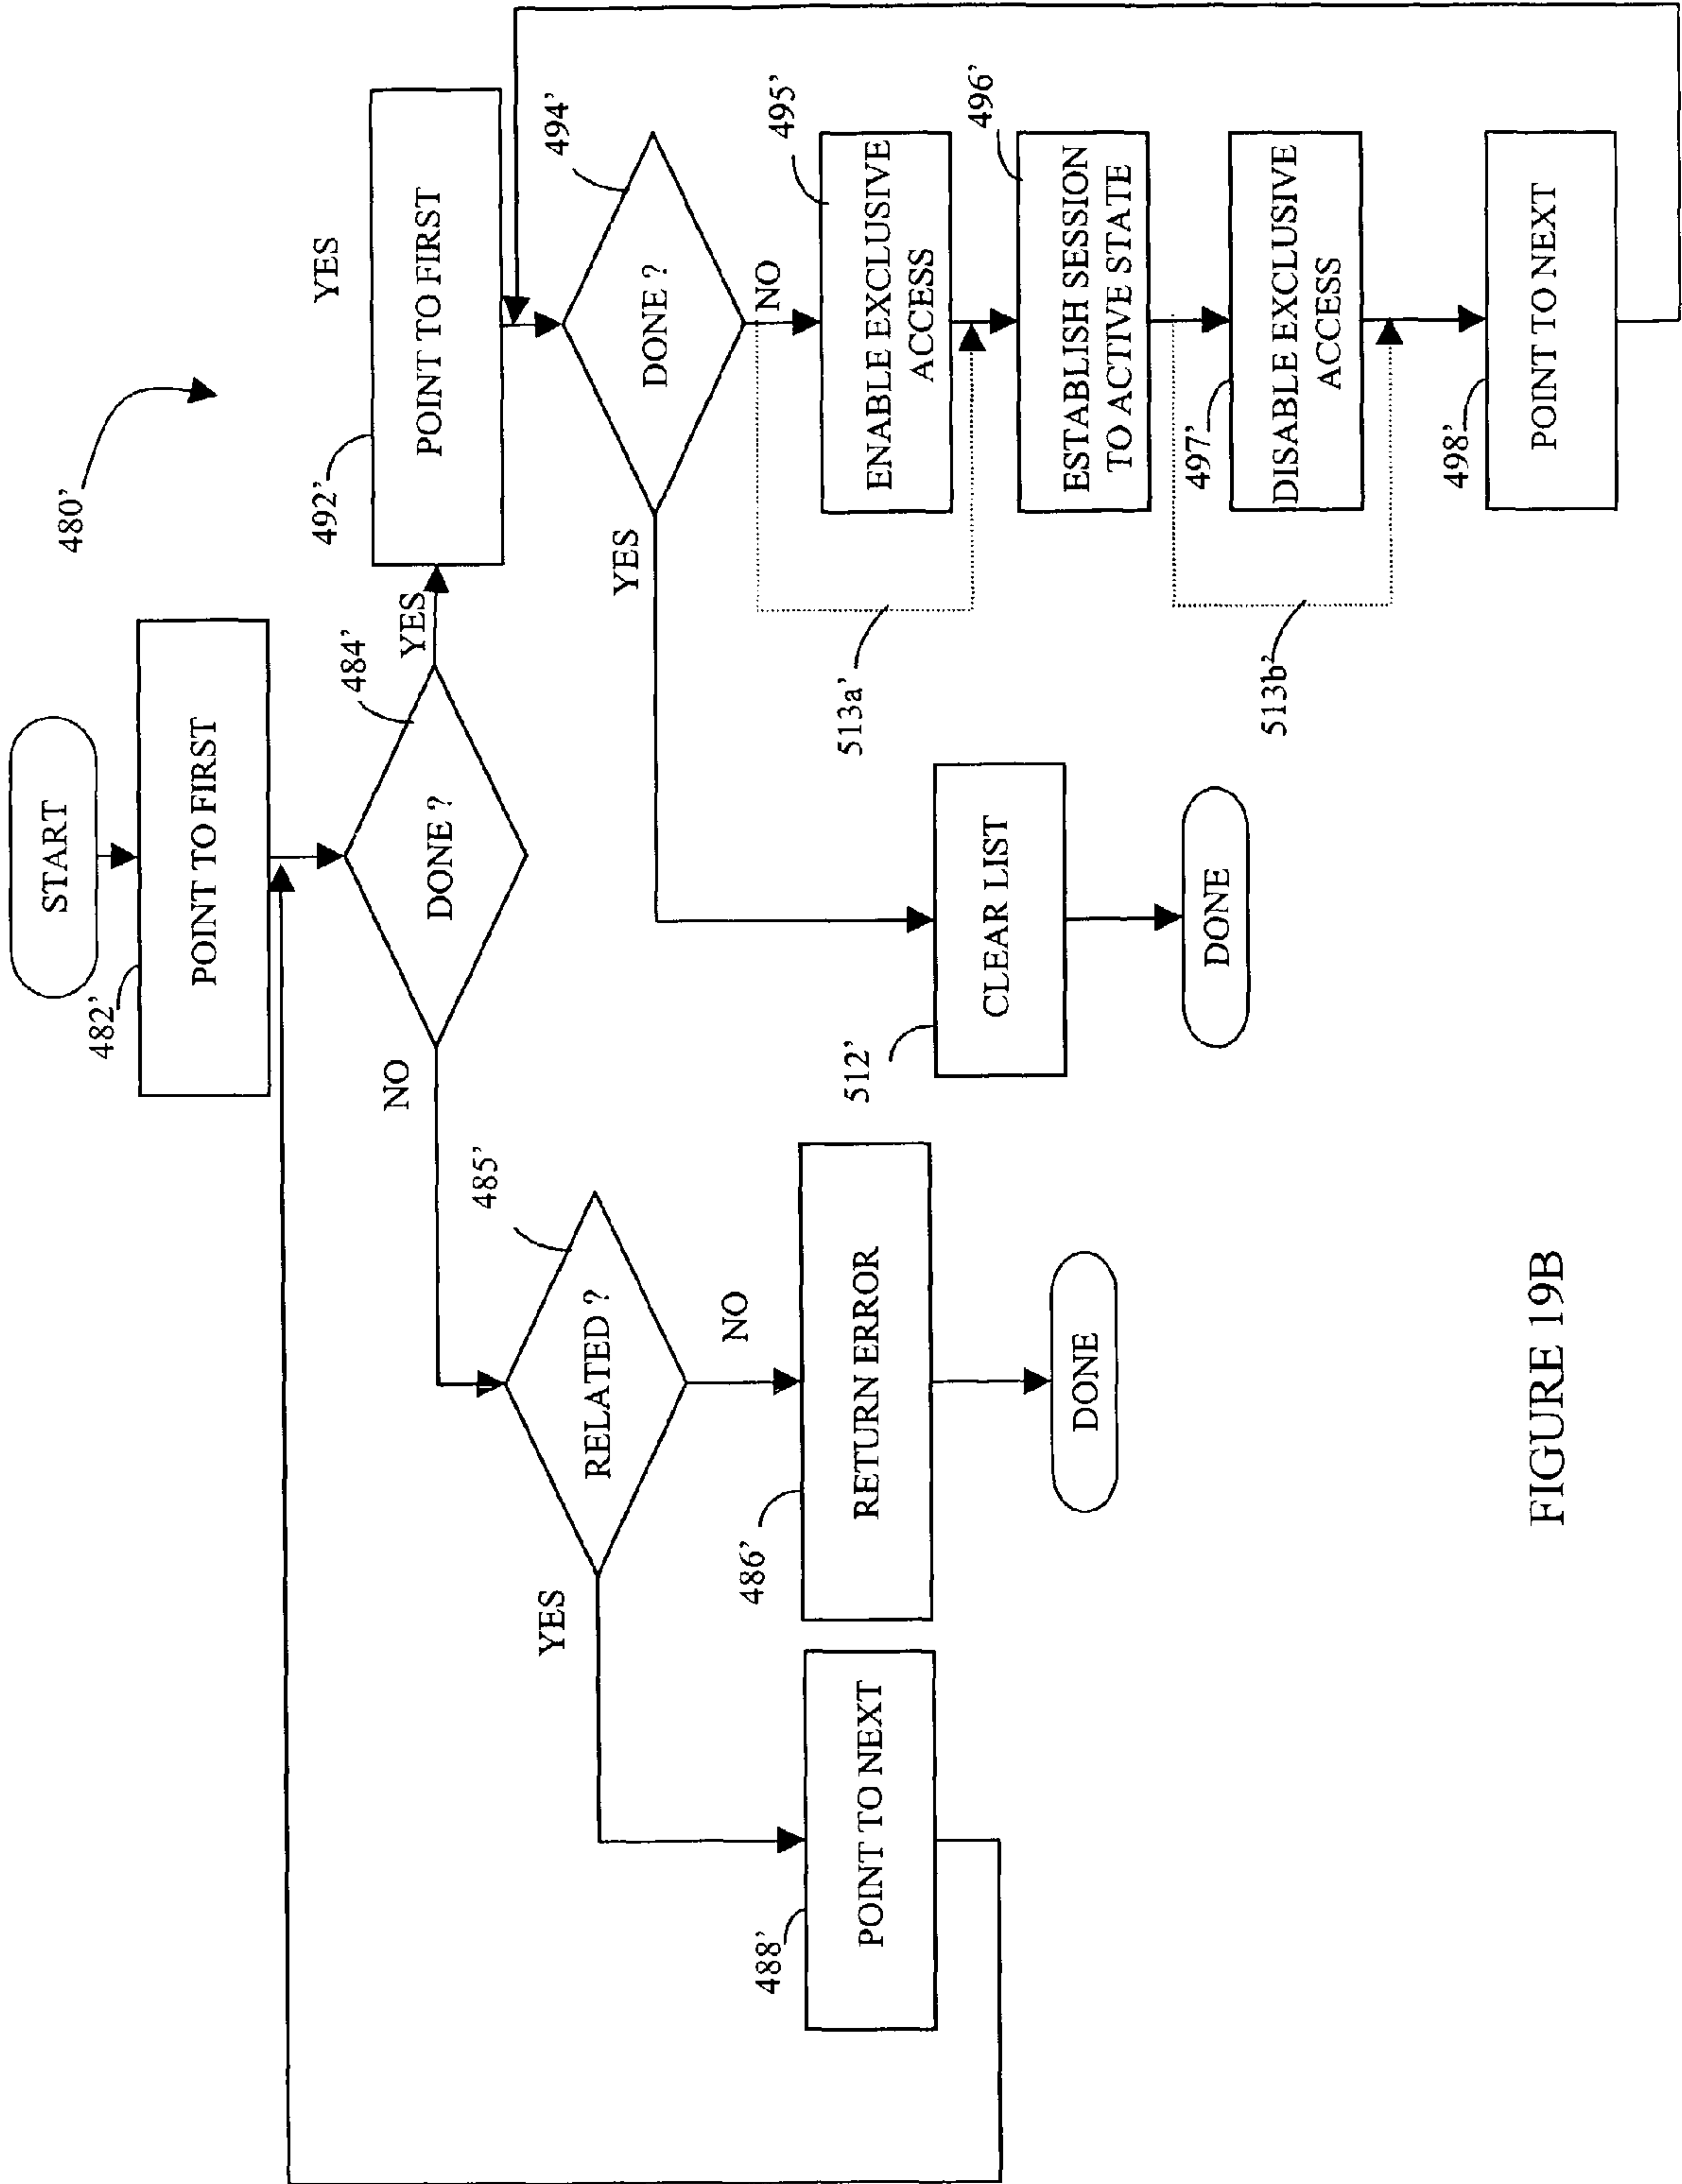 480’
START
482’
POINT TO FIRST
484’
DONE ?
YES
NO
492’
YES
POINT TO FIRST
494’
DONE ?
YES
NO
495’
ENABLE EXCLUSIVE
ACCESS
496’
ESTABLISH SESSION
TO ACTIVE STATE
497’
DISABLE EXCLUSIVE
ACCESS
498’
POINT TO NEXT
513a’
513b’
512’
CLEAR LIST
DONE
485’
RELATED ?
YES
NO
486’
RETURN ERROR
DONE
488’
POINT TO NEXT
FIGURE 19B